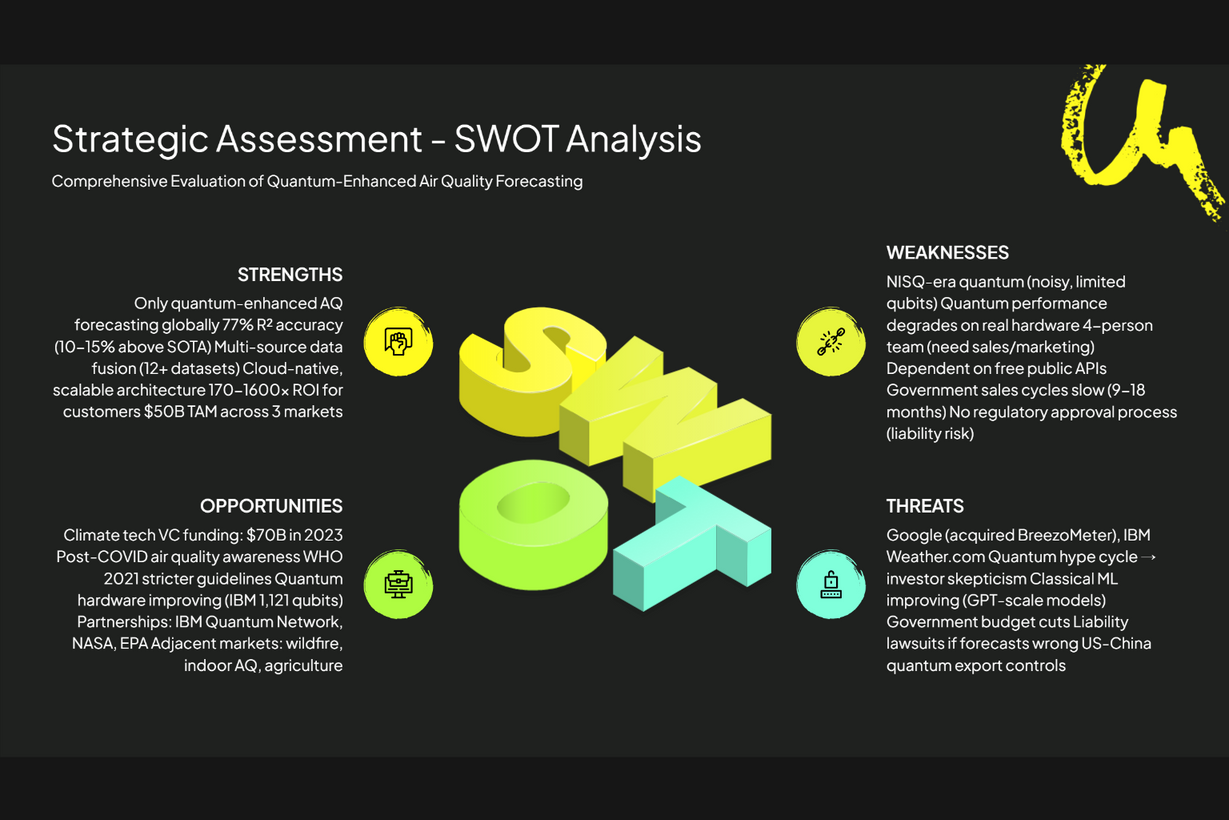 Strategic Assessment - SWOT Analysis
Comprehensive Evaluation of Quantum-Enhanced Air Quality Forecasting
STRENGTHS
Only quantum-enhanced AQ
forecasting globally 77% R² accuracy
(10–15% above SOTA) Multi-source data
fusion (12+ datasets) Cloud-native,
scalable architecture 170–1600× ROI for
customers $50B TAM across 3 markets
WEAKNESSES
NISQ-era quantum (noisy, limited
qubits) Quantum performance
degrades on real hardware 4-person
team (need sales/marketing)
Dependent on free public APIs
Government sales cycles slow (9–18
months) No regulatory approval process
(liability risk)
S
W
O
T
OPPORTUNITIES
Climate tech VC funding: $70B in 2023
Post-COVID air quality awareness WHO
2021 stricter guidelines Quantum
hardware improving (IBM 1,121 qubits)
Partnerships: IBM Quantum Network,
NASA, EPA Adjacent markets: wildfire,
indoor AQ, agriculture
THREATS
Google (acquired BreezoMeter), IBM
Weather.com Quantum hype cycle →
investor skepticism Classical ML
improving (GPT-scale models)
Government budget cuts Liability
lawsuits if forecasts wrong US-China
quantum export controls